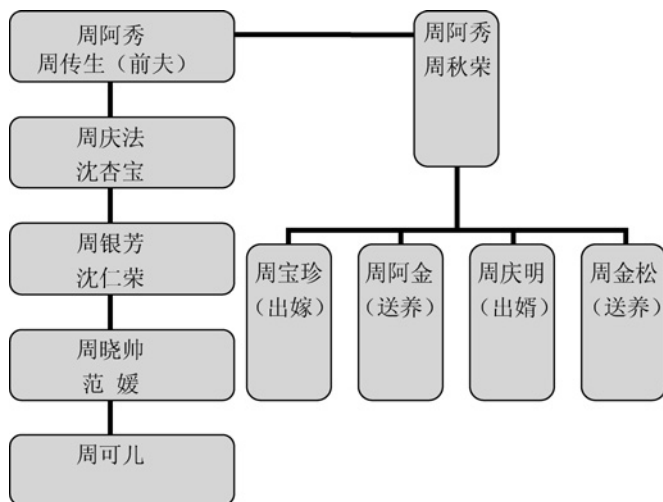 周阿秀
周传生（前夫）
周阿秀
周秋荣
周庆法
沈杏宝
周银芳
沈仁荣
周宝珍
（出嫁）
周阿金
（送养）
周庆明
（出婿）
周金松
（送养）
周晓帅
范 媛
周可儿